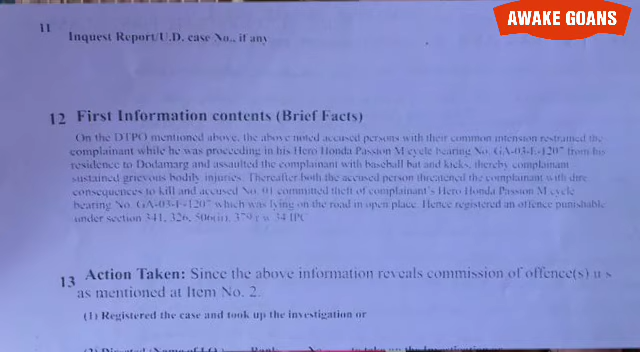 AWAKE GOANS
11
Inquest Report/U.D. case No., if any
12 First Information contents (Brief Facts)
On the DTPO mentioned above, the above noted accused persons with their common intension restrained the
complainant while he was proceeding in his Hero Honda Passion M/cycle bearing No. GA-03-E-1207 from his
residence to Dodamarg and assaulted the complainant with baseball bat and kicks, thereby complainant
sustained grievous bodily injuries. Thereafter both the accused person threatened the complainant with dire
consequences to kill and accused No. 01 committed theft of complainant's Hero Honda Passion M/cycle
bearing No. GA-03-E-1207 which was lying on the road in open place. Hence registered an offence punishable
under section 341, 326, 506(ii), 379 r/w 34 IPC
13 Action Taken: Since the above information reveals commission of offence(s) u/s
as mentioned at Item No. 2.
(1) Registered the case and took up the investigation or